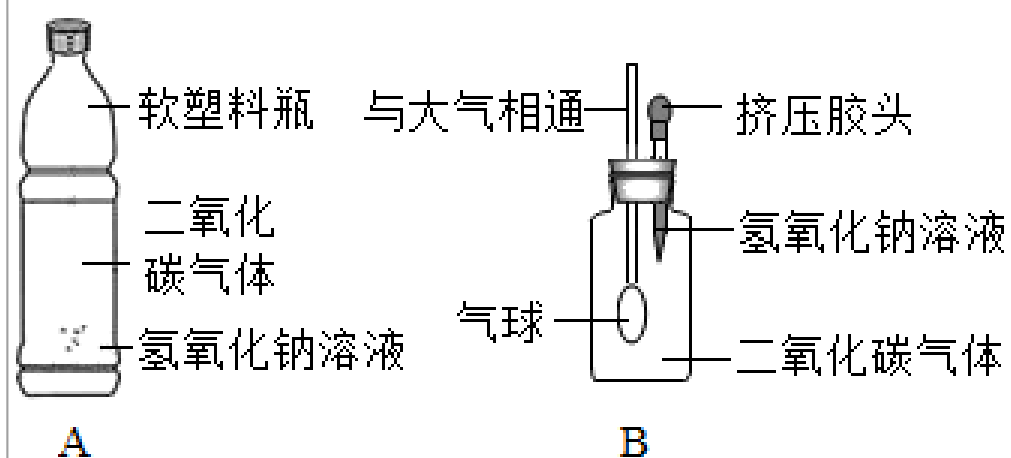 软塑料瓶
二氧化
碳气体
氢氧化钠溶液
A
与大气相通
挤压胶头
氢氧化钠溶液
气球
二氧化碳气体
B